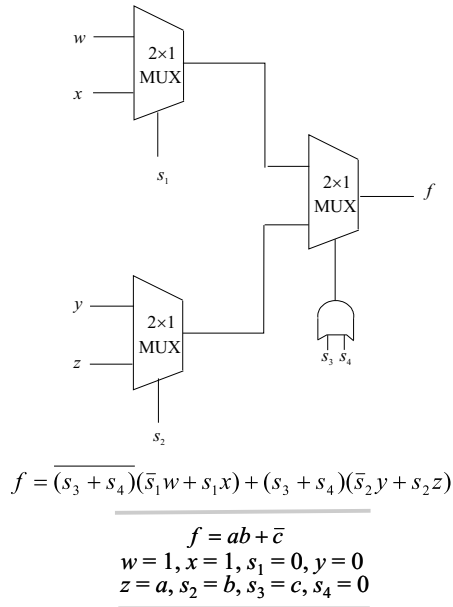 w
x
2×1
MUX
s₁
2×1
MUX
f
y
z
2×1
MUX
s₃ s₄
s₂
f = \overline{(s₃ + s₄)}(s̄₁w + s₁x) + (s₃ + s₄)(s̄₂y + s₂z)
f = ab + c̄
w = 1, x = 1, s₁ = 0, y = 0
z = a, s₂ = b, s₃ = c, s₄ = 0